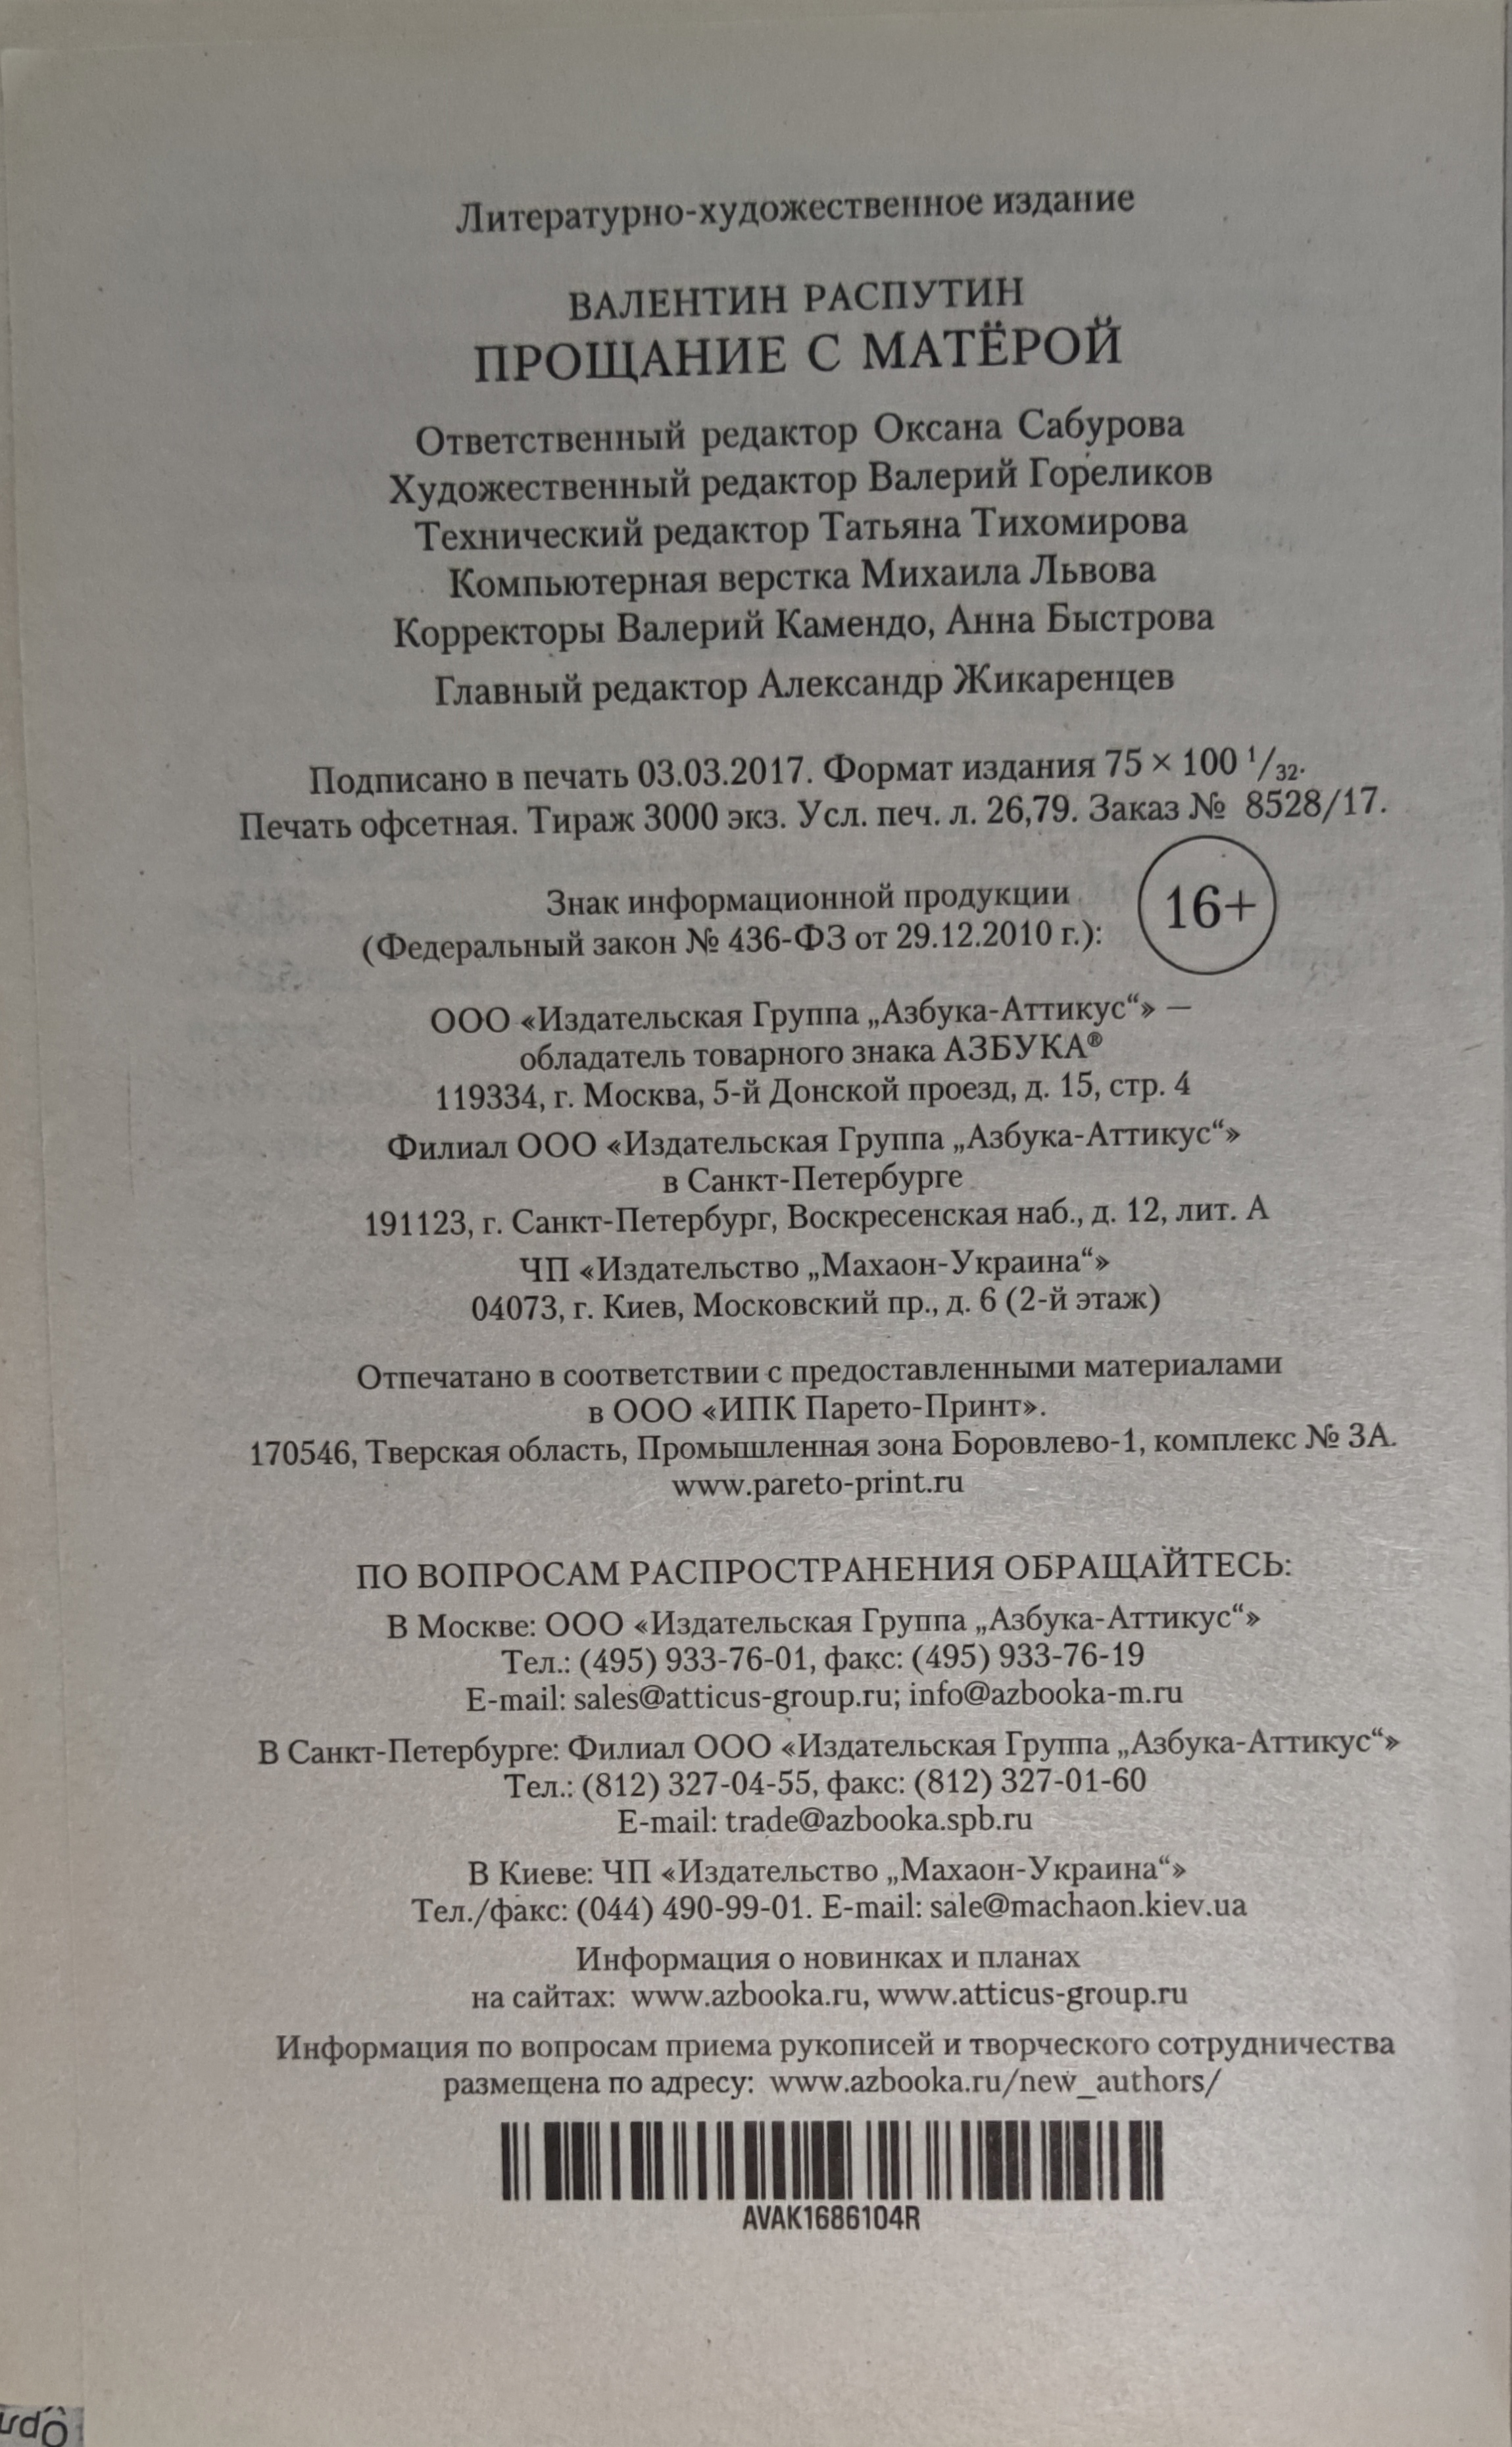 Литературно-художественное издание
ВАЛЕНТИН РАСПУТИН
ПРОЩАНИЕ С МАТЁРОЙ
Ответственный редактор Оксана Сабурова
Художественный редактор Валерий Гореликов
Технический редактор Татьяна Тихомирова
Компьютерная верстка Михаила Львова
Корректоры Валерий Камендо, Анна Быстрова
Главный редактор Александр Жикаренцев
Подписано в печать 03.03.2017. Формат издания 75 × 100 1/32.
Печать офсетная. Тираж 3000 экз. Усл. печ. л. 26,79. Заказ № 8528/17.
Знак информационной продукции
(Федеральный закон № 436-ФЗ от 29.12.2010 г.):
16+
ООО «Издательская Группа „Азбука-Аттикус“» —
обладатель товарного знака АЗБУКА®
119334, г. Москва, 5-й Донской проезд, д. 15, стр. 4
Филиал ООО «Издательская Группа „Азбука-Аттикус“»
в Санкт-Петербурге
191123, г. Санкт-Петербург, Воскресенская наб., д. 12, лит. А
ЧП «Издательство „Махаон-Украина“»
04073, г. Киев, Московский пр., д. 6 (2-й этаж)
Отпечатано в соответствии с предоставленными материалами
в ООО «ИПК Парето-Принт».
170546, Тверская область, Промышленная зона Боровлево-1, комплекс № 3А.
www.pareto-print.ru
ПО ВОПРОСАМ РАСПРОСТРАНЕНИЯ ОБРАЩАЙТЕСЬ:
В Москве: ООО «Издательская Группа „Азбука-Аттикус“»
Тел.: (495) 933-76-01, факс: (495) 933-76-19
E-mail: sales@atticus-group.ru; info@azbooka-m.ru
В Санкт-Петербурге: Филиал ООО «Издательская Группа „Азбука-Аттикус“»
Тел.: (812) 327-04-55, факс: (812) 327-01-60
E-mail: trade@azbooka.spb.ru
В Киеве: ЧП «Издательство „Махаон-Украина“»
Тел./факс: (044) 490-99-01. E-mail: sale@machaon.kiev.ua
Информация о новинках и планах
на сайтах: www.azbooka.ru, www.atticus-group.ru
Информация по вопросам приема рукописей и творческого сотрудничества
размещена по адресу: www.azbooka.ru/new_authors/
AVAK1686104R